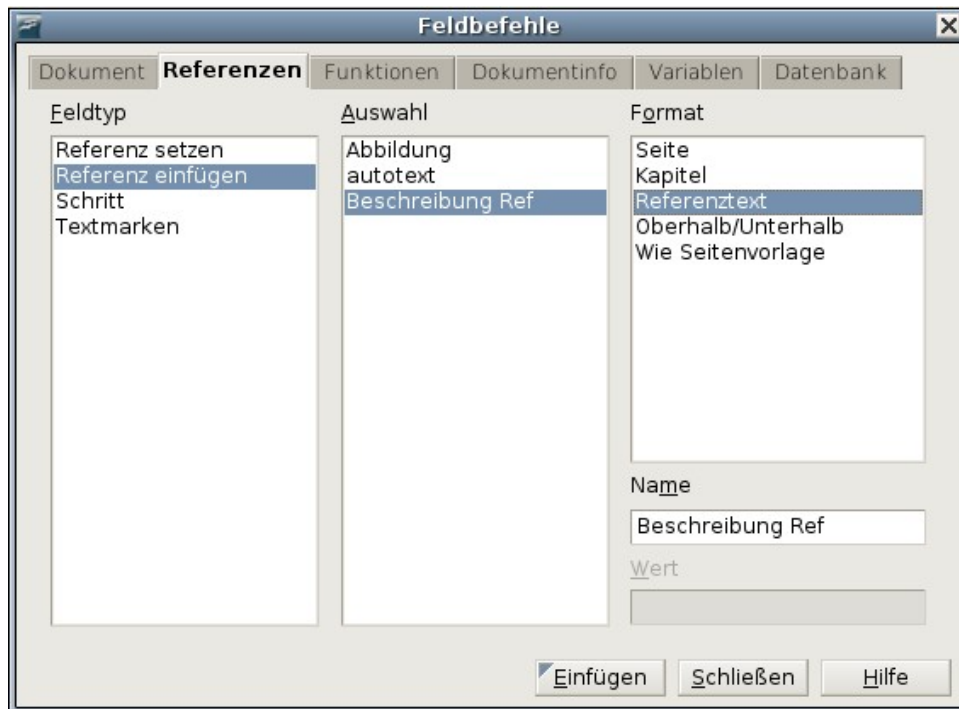 Feldbefehle
Dokument Referenzen Funktionen Dokumentinfo Variablen Datenbank
Feldtyp
Referenz setzen
Referenz einfügen
Schritt
Textmarken
Auswahl
Abbildung
autotext
Beschreibung Ref
Format
Seite
Kapitel
Referenztext
Oberhalb/Unterhalb
Wie Seitenvorlage
Name
Beschreibung Ref
Wert
Einfügen Schließen Hilfe